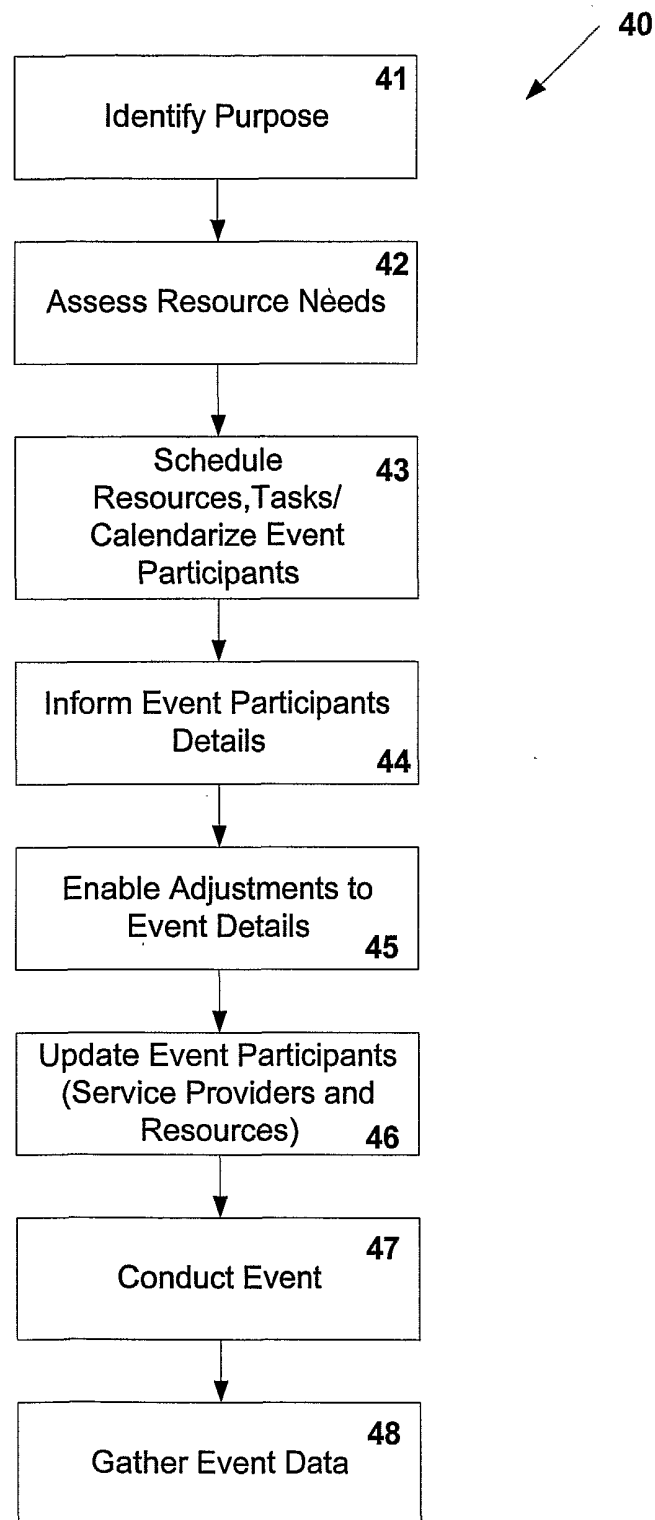 40
41
Identify Purpose
42
Assess Resource Needs
Schedule
43
Resources,Tasks/
Calendarize Event
Participants
Inform Event Participants
Details
44
Enable Adjustments to
Event Details
45
Update Event Participants
(Service Providers and
Resources)
46
47
Conduct Event
48
Gather Event Data